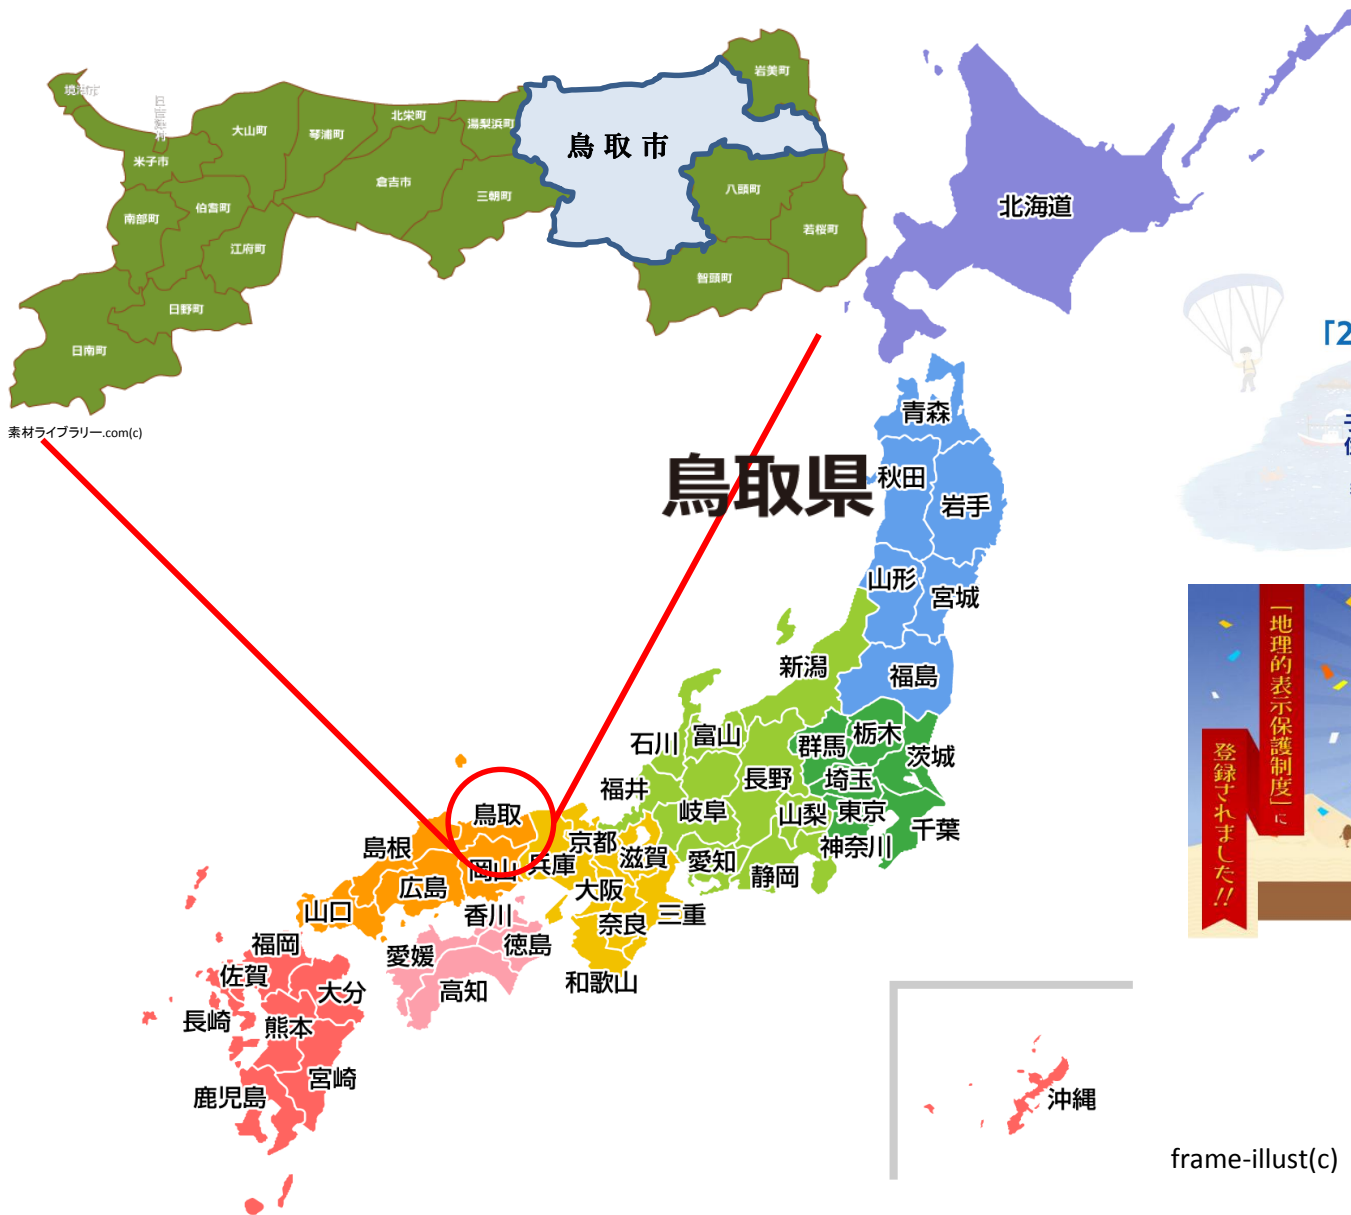 境港市
日吉津村
米子市
大山町
琴浦町
北栄町
湯梨浜町
鳥取市
岩美町
南部町
伯耆町
倉吉市
三朝町
八頭町
江府町
若桜町
智頭町
日野町
日南町
素材ライブラリー.com(c)
鳥取県
北海道
青森
秋田
岩手
山形
宮城
新潟
福島
石川
富山
群馬
栃木
茨城
福井
長野
埼玉
岐阜
山梨
東京
千葉
鳥取
島根
京都
滋賀
愛知
静岡
神奈川
岡山
兵庫
広島
大阪
山口
香川
奈良
三重
福岡
愛媛
徳島
和歌山
佐賀
大分
高知
長崎
熊本
宮崎
鹿児島
沖縄
「2
「地理的表示保護制度」に
登録されました!!
frame-illust(c)